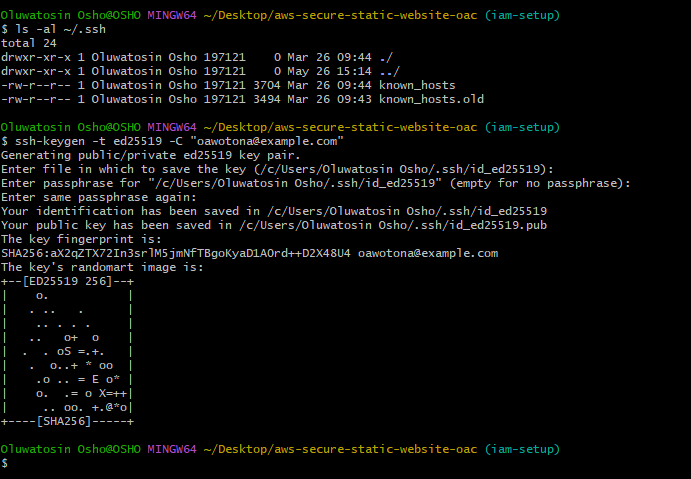 Oluwatosin Osho@OSHO MINGW64 ~/Desktop/aws-secure-static-website-oac (iam-setup)
$ ls -al ~/.ssh
total 24
drwxr-xr-x 1 Oluwatosin Osho 197121    0 Mar 26 09:44 ./
drwxr-xr-x 1 Oluwatosin Osho 197121    0 May 26 15:14 ../
-rw-r--r-- 1 Oluwatosin Osho 197121 3704 Mar 26 09:44 known_hosts
-rw-r--r-- 1 Oluwatosin Osho 197121 3494 Mar 26 09:43 known_hosts.old
Oluwatosin Osho@OSHO MINGW64 ~/Desktop/aws-secure-static-website-oac (iam-setup)
$ ssh-keygen -t ed25519 -C "oawotona@example.com"
Generating public/private ed25519 key pair.
Enter file in which to save the key (/c/Users/Oluwatosin Osho/.ssh/id_ed25519):
Enter passphrase for "/c/Users/Oluwatosin Osho/.ssh/id_ed25519" (empty for no passphrase):
Enter same passphrase again:
Your identification has been saved in /c/Users/Oluwatosin Osho/.ssh/id_ed25519
Your public key has been saved in /c/Users/Oluwatosin Osho/.ssh/id_ed25519.pub
The key fingerprint is:
SHA256:aX2qZTX72In3srlM5jmNfTBgoKyaD1AOrd++D2X48U4 oawotona@example.com
The key's randomart image is:
+--[ED25519 256]--+
|    o.           |
|   . ..   .      |
|    .. . . .     |
|   ..   o+  o    |
|  .  . oS =.+.   |
|   .  o..+ * oo  |
|    .o .. = E o* |
|    o.  .= o X=++|
|     .. oo. +.@*o|
+----[SHA256]-----+
Oluwatosin Osho@OSHO MINGW64 ~/Desktop/aws-secure-static-website-oac (iam-setup)
$